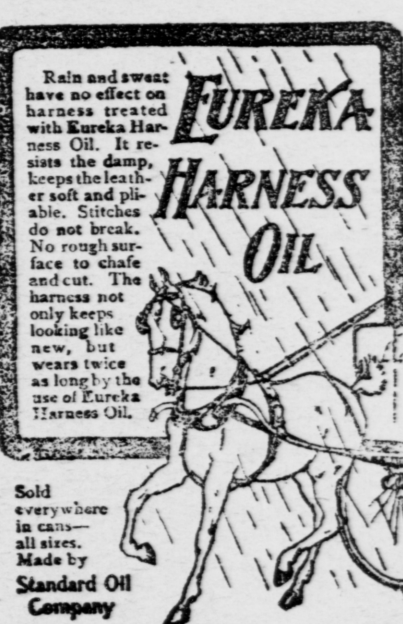 Rain and sweat
have no effect on
harness treated
with Eureka Har-
ness Oil. It re-
sists the damp,
keeps the leath-
er soft and pli-
able. Stitches
do not break.
No rough sur-
face to chafe
and cut. The
harness not
only keeps
looking like
new, but
wears twice
as long by the
use of Eureka
Harness Oil.
EUREKA
HARNESS
OIL
Sold
everywhere
in cans—
all sizes.
Made by
Standard Oil
Company